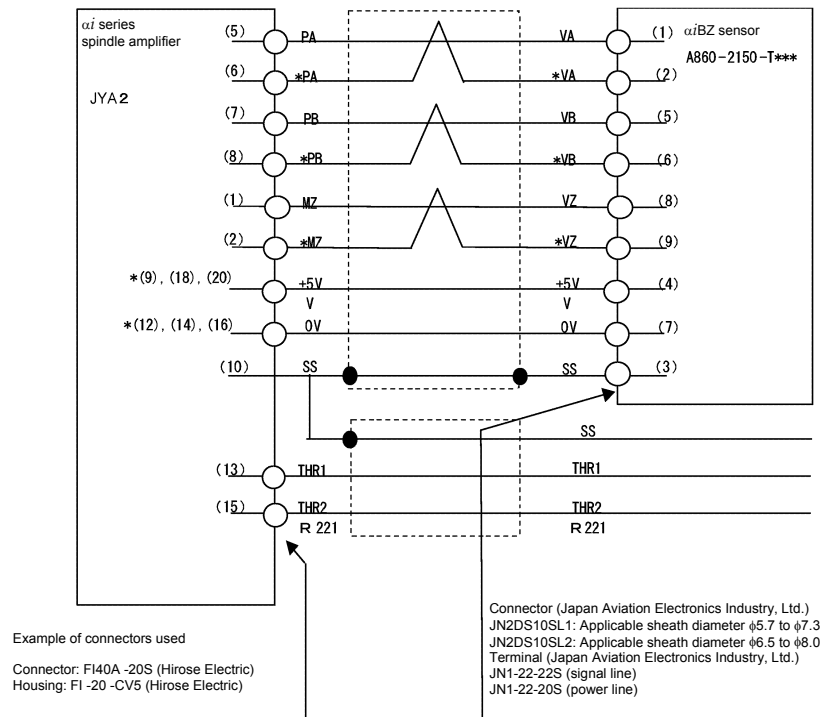 αi series
spindle amplifier
JYA2
(5) PA VA (1)
(6) *PA *VA (2)
(7) PB VB (5)
(8) *PB *VB (6)
(1) MZ VZ (8)
(2) *MZ *VZ (9)
*(9), (18), (20) +5V +5V (4)
V V
*(12), (14), (16) 0V 0V (7)
(10) SS SS (3)
SS
(13) THR1 THR1
(15) THR2 THR2
R 221 R 221
αiBZ sensor
A860-2150-T***
Example of connectors used
Connector: FI40A -20S (Hirose Electric)
Housing: FI -20 -CV5 (Hirose Electric)
Connector (Japan Aviation Electronics Industry, Ltd.)
JN2DS10SL1: Applicable sheath diameter φ5.7 to φ7.3
JN2DS10SL2: Applicable sheath diameter φ6.5 to φ8.0
Terminal (Japan Aviation Electronics Industry, Ltd.)
JN1-22-22S (signal line)
JN1-22-20S (power line)